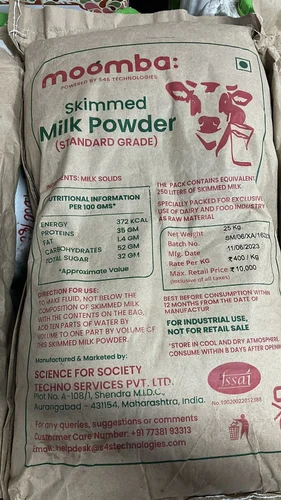 moomba:
POWERED BY S4S TECHNOLOGIES
Skimmed
Milk Powder
(STANDARD GRADE)
INGREDIENTS: MILK SOLIDS
NUTRITIONAL INFORMATION
PER 100 GMS*
ENERGY 372 KCAL
PROTEINS 35 GM
FAT 1.4 GM
CARBOHYDRATES 52 GM
TOTAL SUGAR 32 GM
*Approximate Value
THE PACK CONTAINS EQUIVALENT
250 LITERS OF SKIMMED MILK
SPECIALLY PACKED FOR EXCLUSIVE
USE OF DAIRY AND FOOD INDUSTRY
AS RAW MATERIAL
Net Weight 25 Kg
Batch No. SM/06/XA/1623
Mfg. Date 11/06/2023
Rate Per KG ₹400 / Kg
Max. Retail Price ₹10,000
(Inclusive of all taxes)
DIRECTION FOR USE:
TO MAKE FLUID, NOT BELOW THE
COMPOSITION OF SKIMMED MILK
WITH THE CONTENTS ON THE BAG,
ADD TEN PARTS OF WATER BY
VOLUME TO ONE PART BY VOLUME OF
THIS SKIMMED MILK POWDER.
BEST BEFORE CONSUMPTION WITHIN
12 MONTHS FROM THE DATE OF
MANUFACTUR
FOR INDUSTRIAL USE,
NOT FOR RETAIL SALE
*STORE IN COOL AND DRY ATMOSPHERE.
CONSUME WITHIN 8 DAYS AFTER OPENING
Manufactured & Marketed by:
SCIENCE FOR SOCIETY
TECHNO SERVICES PVT. LTD.
Plot No. A-108/1, Shendra M.I.D.C.,
Aurangabad - 431154, Maharashtra, India.
fssai
For any queries, suggestions or comments
Customer Care Number: +91 77381 93313
Email: helpdesk@s4stechnologies.com